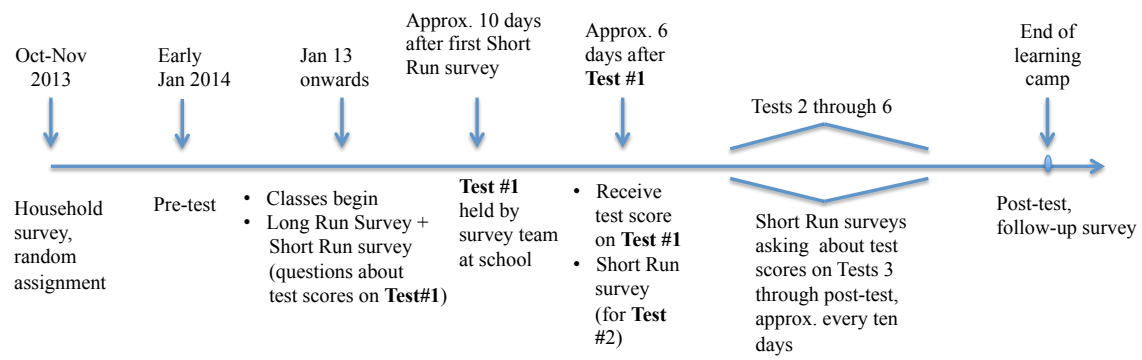 Oct-Nov
2013
Early
Jan 2014
Jan 13
onwards
Approx. 10 days
after first Short
Run survey
Approx. 6
days after
Test #1
Tests 2 through 6
End of
learning
camp
Household
survey,
random
assignment
Pre-test
• Classes begin
• Long Run Survey +
Short Run survey
(questions about
test scores on Test#1)
Test #1
held by
survey team
at school
• Receive
test score
on Test #1
• Short Run
survey
(for Test
#2)
Short Run surveys
asking about test
scores on Tests 3
through post-test,
approx. every ten
days
Post-test,
follow-up survey